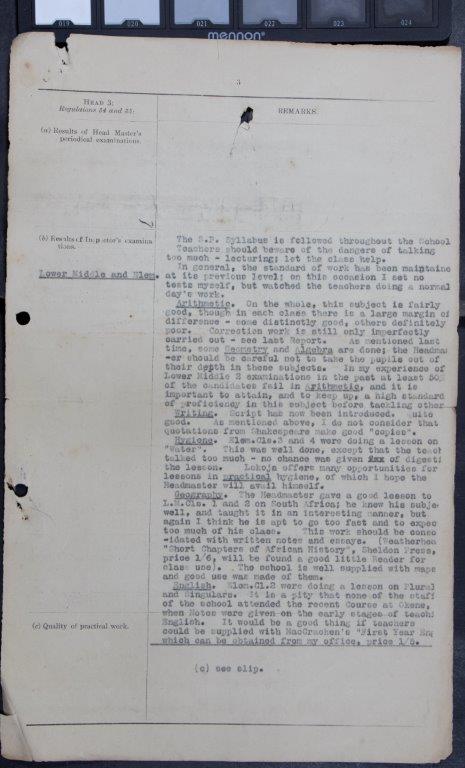 019 020 021 022 023 024
mennon
3
HEAD 3:
Regulations 54 and 55.
REMARKS.
(a) Results of Head Master's
periodical examinations.
7
(b) Results of Inspector's examina
tions.
The S.P. Syllabus is followed throughout the School
Teachers should beware of the dangers of talking
too much - lecturing; let the class help.
In general, the standard of work has been maintaine
Lower Middle and Elem.
at its previous level; on this occasion I set no
tests myself, but watched the teachers doing a normal
day's work.
Arithmetic. On the whole, this subject is fairly
good, though in each class there is a large margin of
difference - some distinctly good, others definitely
poor. Correction work is still only imperfectly
carried out - see last Report. As mentioned last
time, some Geometry and Algebra are done; the Headma
-er should be careful not to take the pupils out of
their depth in these subjects. In my experience of
Lower Middle 2 examinations in the past at least 50%
of the candidates fail in arithmetic, and it is
important to attain, and to keep up, a high standard
of proficiency in this subject before tackling other
Writing. Script has now been introduced. Quite
good. As mentioned above, I do not consider that
quotations from Shakespeare make good "copies".
Hygiene. Elem.Cls.3 and 4 were doing a lesson on
"Water". This was well done, except that the teach
talked too much - no chance was given of digesti
the lesson. Lokoja offers many opportunities for
lessons in practical hygiene, of which I hope the
Headmaster will avail himself.
Geography. The Headmaster gave a good lesson to
L.M.Cls. 1 and 2 on South Africa; he knows his subje
well, and taught it in an interesting manner, but
again I think he is apt to go too fast and to expec
too much of his class. This work should be conso
-idated with written notes and essays. (Weatherhea
"Short Chapters of African History", Sheldon Press,
price 1/6, will be found a good little Reader for
class use). The school is well supplied with maps
and good use was made of them.
English. Elem.Cl.2 were doing a lesson on Plural
and Singulars. It is a pity that none of the staff
of the school attended the recent Course at Okene,
when Notes were given on the early stages of teachi
(c) Quality of practical work.
English. It would be a good thing if teachers
could be supplied with MacCracken's "First Year Eng
which can be obtained from my office, price 1/6.
(c) see slip.